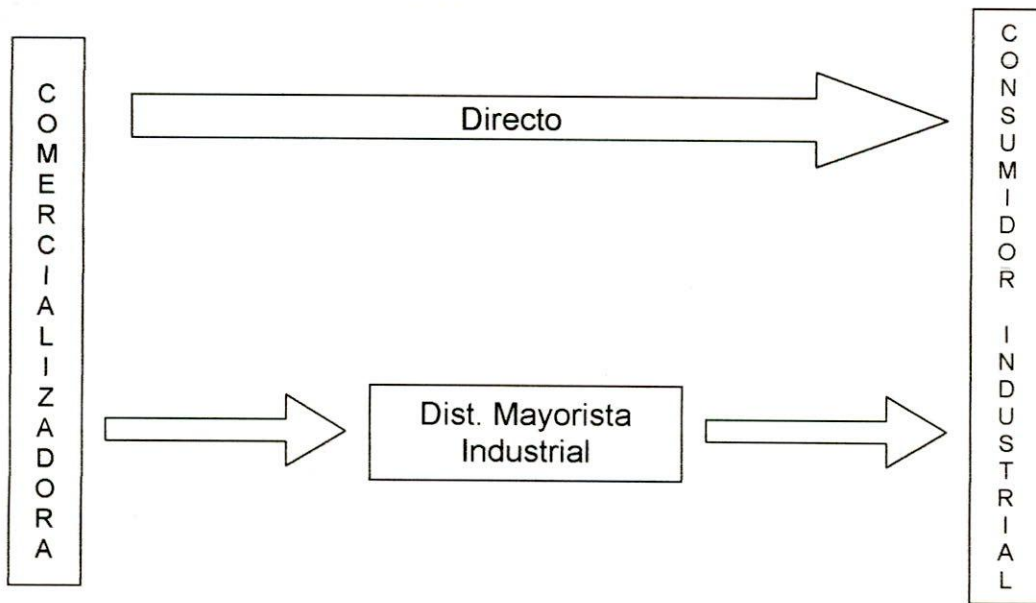 COMERCIALIZADORA
Directo
Dist. Mayorista
Industrial
CONSUMIDOR INDUSTRIAL